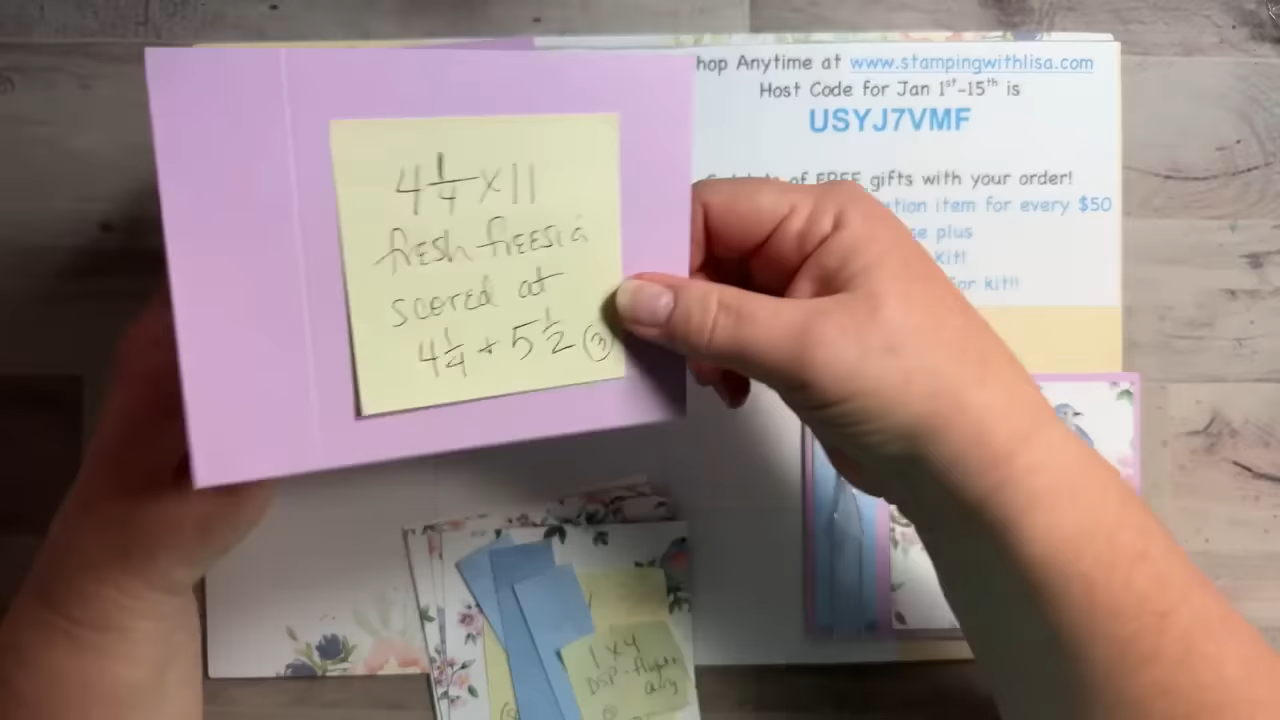 4 1/4 x 11
fresh freesia
scored at
4 1/4 + 5 1/2 3
hop Anytime at www.stampingwithlisa.com
Host Code for Jan 1st-15th is
USYJ7VMF
of FREE gifts with your order!
item for every $50
plus
Kit!
for kit!!
1 x 4
DSP-